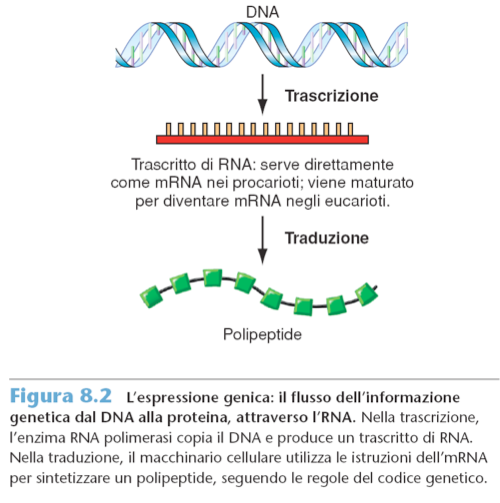 DNA
Trascrizione
Trascritto di RNA: serve direttamente
come mRNA nei procarioti; viene maturato
per diventare mRNA negli eucarioti.
Traduzione
Polipeptide
Figura 8.2 L’espressione genica: il flusso dell’informazione
genetica dal DNA alla proteina, attraverso l’RNA. Nella trascrizione,
l’enzima RNA polimerasi copia il DNA e produce un trascritto di RNA.
Nella traduzione, il macchinario cellulare utilizza le istruzioni dell’mRNA
per sintetizzare un polipeptide, seguendo le regole del codice genetico.